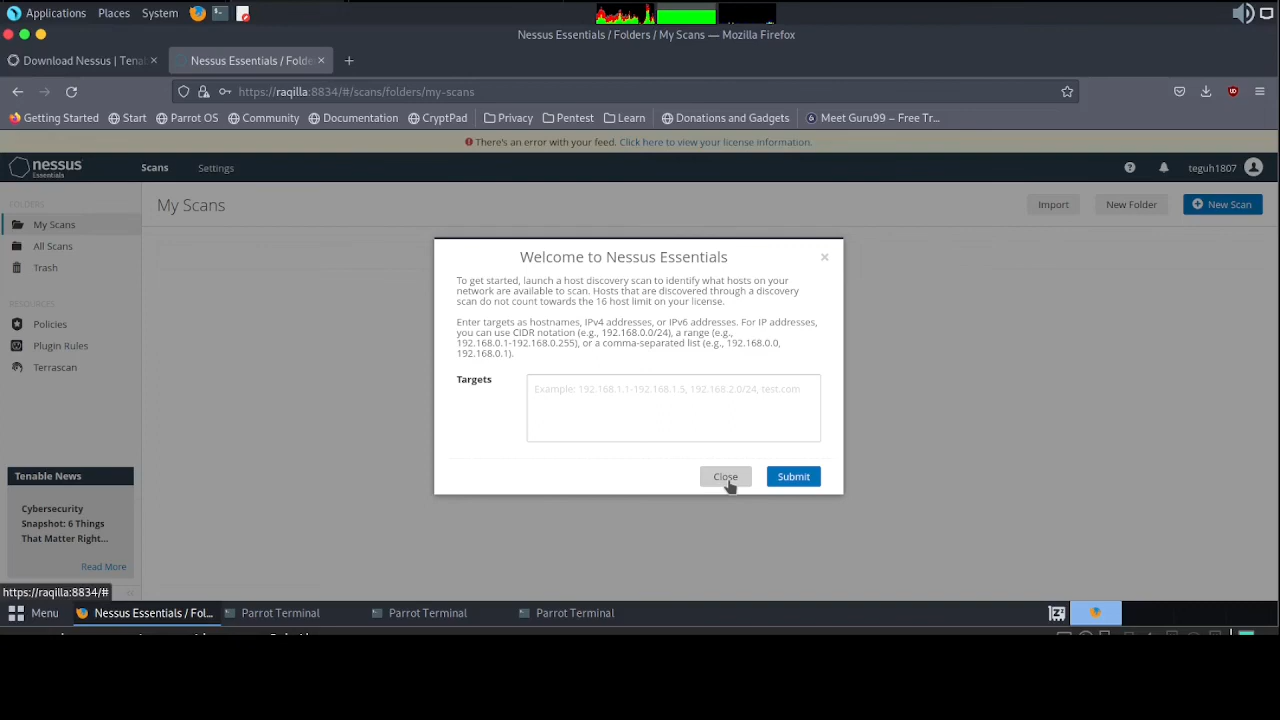 Applications Places System
Nessus Essentials / Folders / My Scans — Mozilla Firefox
Download Nessus | Tena × Nessus Essentials / Folde × +
https://raqilla:8834/#/scans/folders/my-scans
Getting Started Start Parrot OS Community Documentation CryptPad Privacy Pentest Learn Donations and Gadgets Meet Guru99 – Free Tr...
There's an error with your feed. Click here to view your license information.
nessus
Essentials
Scans Settings
teguh1807
FOLDERS
My Scans
All Scans
Trash
RESOURCES
Policies
Plugin Rules
Terrascan
My Scans
Import New Folder New Scan
Welcome to Nessus Essentials ×
To get started, launch a host discovery scan to identify what hosts on your
network are available to scan. Hosts that are discovered through a discovery
scan do not count towards the 16 host limit on your license.
Enter targets as hostnames, IPv4 addresses, or IPv6 addresses. For IP addresses,
you can use CIDR notation (e.g., 192.168.0.0/24), a range (e.g.,
192.168.0.1-192.168.0.255), or a comma-separated list (e.g., 192.168.0.0,
192.168.0.1).
Targets
Example: 192.168.1.1-192.168.1.5, 192.168.2.0/24, test.com
Close Submit
Tenable News
Cybersecurity
Snapshot: 6 Things
That Matter Right...
Read More
https://raqilla:8834/#
Menu Nessus Essentials / Fol... Parrot Terminal Parrot Terminal Parrot Terminal